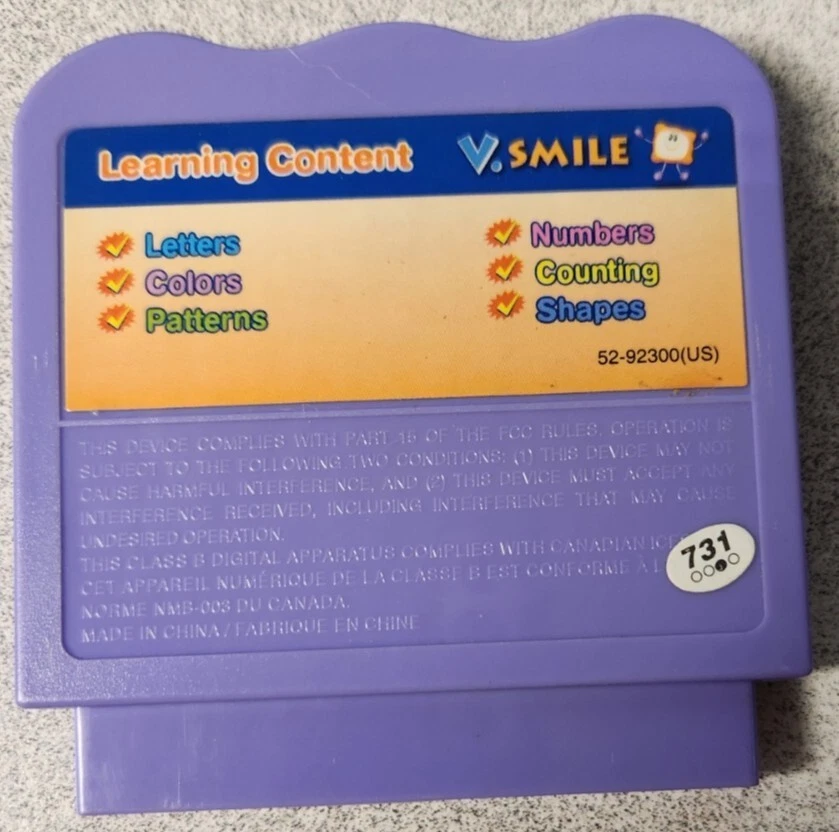 Learning Content
V.SMILE
Letters
Colors
Patterns
Numbers
Counting
Shapes
52-92300(US)
THIS DEVICE COMPLIES WITH PART 15 OF THE FCC RULES. OPERATION IS
SUBJECT TO THE FOLLOWING TWO CONDITIONS: (1) THIS DEVICE MAY NOT
CAUSE HARMFUL INTERFERENCE, AND (2) THIS DEVICE MUST ACCEPT ANY
INTERFERENCE RECEIVED, INCLUDING INTERFERENCE THAT MAY CAUSE
UNDESIRED OPERATION.
THIS CLASS B DIGITAL APPARATUS COMPLIES WITH CANADIAN
CET APPAREIL NUMÉRIQUE DE LA CLASSE B EST CONFORME À
NORME NMB-003 DU CANADA.
MADE IN CHINA / FABRIQUE EN CHINE
731